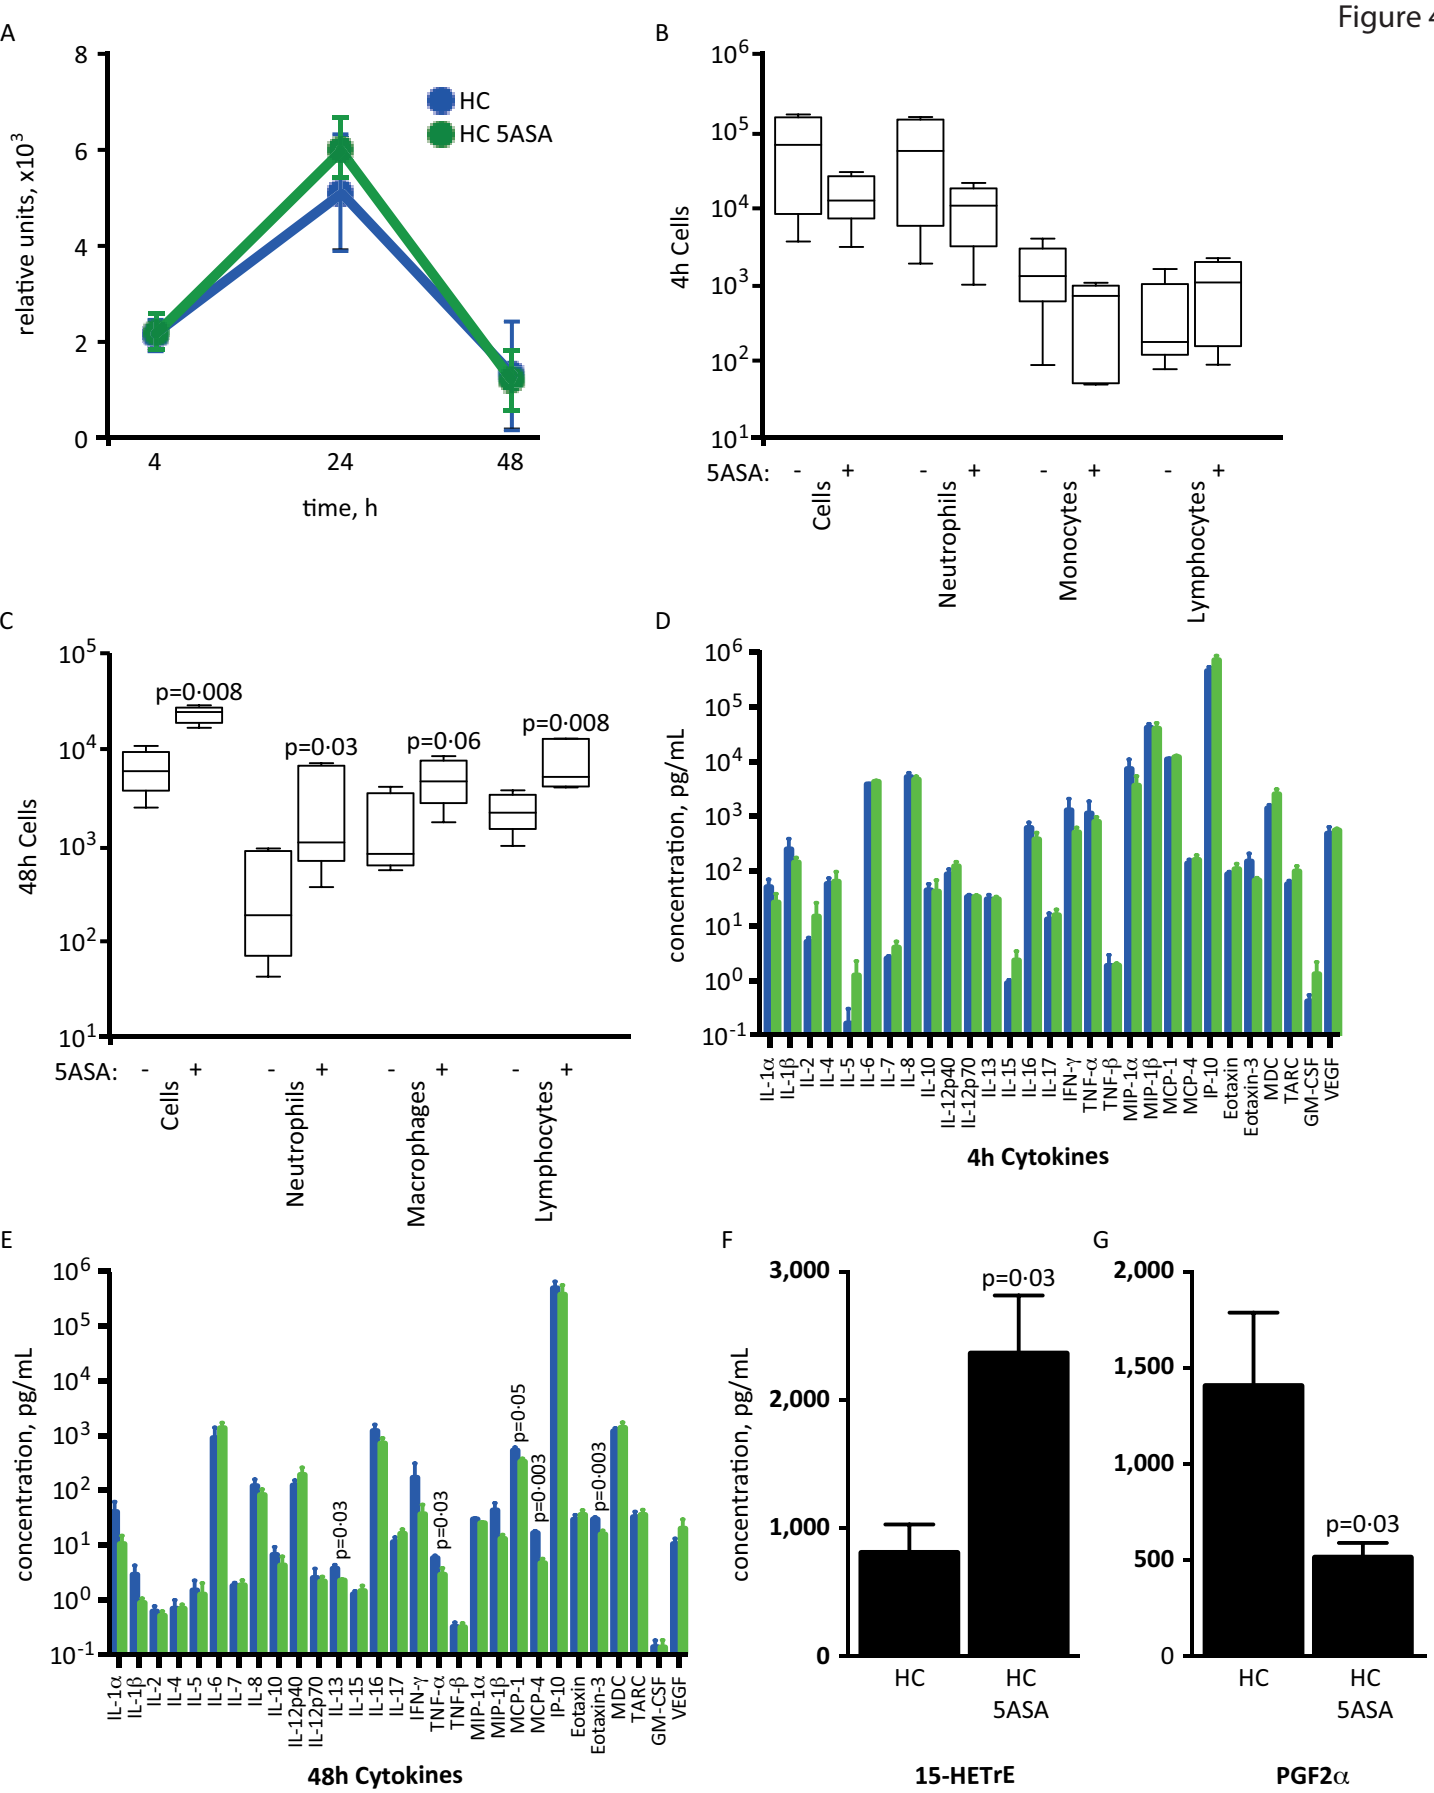 Figure 4
A
8
6
4
2
0
relative units, x10³
HC
HC 5ASA
4 24 48
time, h
B
10⁶
10⁵
10⁴
10³
10²
10¹
4h Cells
5ASA: - + - + - + - +
Cells
Neutrophils
Monocytes
Lymphocytes
C
10⁵
10⁴
10³
10²
10¹
48h Cells
p=0·008
p=0·03
p=0·06
p=0·008
5ASA: - + - + - + - +
Cells
Neutrophils
Macrophages
Lymphocytes
D
10⁶
10⁵
10⁴
10³
10²
10¹
10⁰
10⁻¹
concentration, pg/mL
IL-1α
IL-1β
IL-2
IL-4
IL-5
IL-6
IL-7
IL-8
IL-10
IL-12p40
IL-12p70
IL-13
IL-15
IL-16
IL-17
IFN-γ
TNF-α
TNF-β
MIP-1α
MIP-1β
MCP-1
MCP-4
IP-10
Eotaxin
Eotaxin-3
MDC
TARC
GM-CSF
VEGF
4h Cytokines
E
10⁶
10⁵
10⁴
10³
10²
10¹
10⁰
10⁻¹
concentration, pg/mL
p=0·03
p=0·03
p=0·05
p=0·003
p=0·003
IL-1α
IL-1β
IL-2
IL-4
IL-5
IL-6
IL-7
IL-8
IL-10
IL-12p40
IL-12p70
IL-13
IL-15
IL-16
IL-17
IFN-γ
TNF-α
TNF-β
MIP-1α
MIP-1β
MCP-1
MCP-4
IP-10
Eotaxin
Eotaxin-3
MDC
TARC
GM-CSF
VEGF
48h Cytokines
F
3,000
2,000
1,000
0
concentration, pg/mL
p=0·03
HC
HC
5ASA
15-HETrE
G
2,000
1,500
1,000
500
0
p=0·03
HC
HC
5ASA
PGF2α